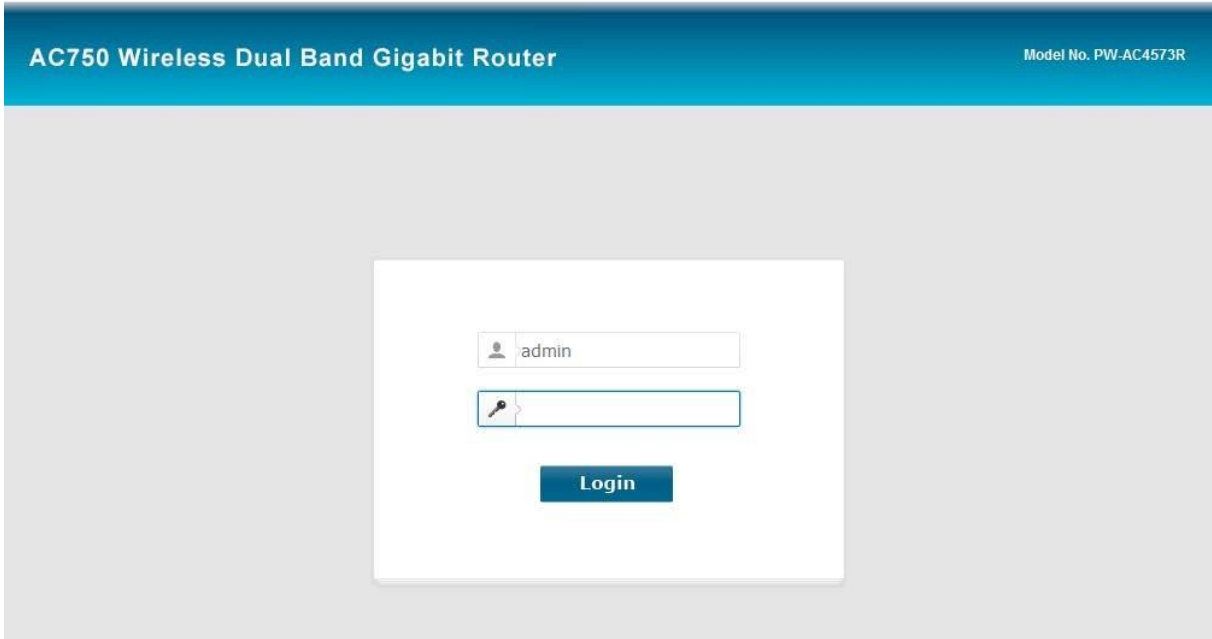 AC750 Wireless Dual Band Gigabit Router
Model No. PW-AC4573R
admin
Login